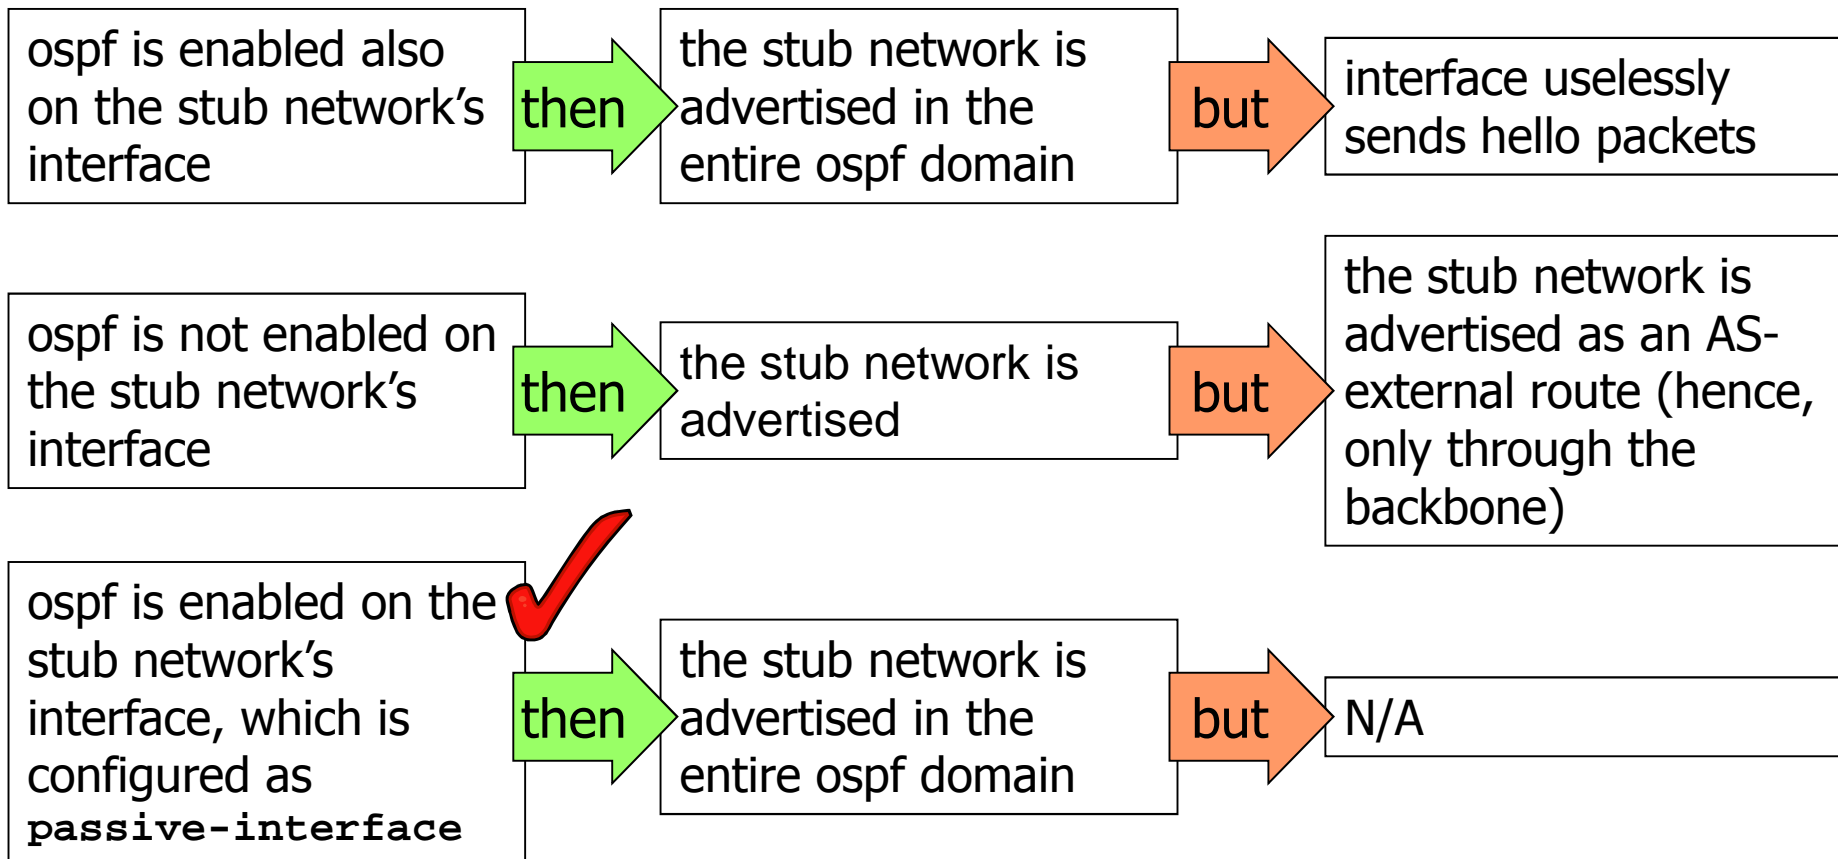 ospf is enabled also
on the stub network's
interface
then
the stub network is
advertised in the
entire ospf domain
but
interface uselessly
sends hello packets
ospf is not enabled on
the stub network's
interface
then
the stub network is
advertised
but
the stub network is
advertised as an AS-
external route (hence,
only through the
backbone)
ospf is enabled on the
stub network's
interface, which is
configured as
passive-interface
then
the stub network is
advertised in the
entire ospf domain
but
N/A